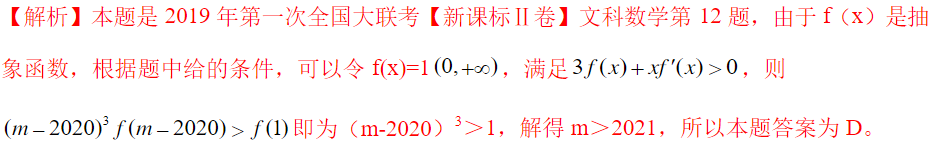 【解析】本题是 2019 年第一次全国大联考【新课标Ⅱ卷】文科数学第 12 题，由于 f（x）是抽
象函数，根据题中给的条件，可以令 f(x)=1 (0,+∞)，满足 3f(x)+xf′(x)>0，则
(m−2020)³f(m−2020)>f(1)即为（m-2020）³＞1，解得 m＞2021，所以本题答案为 D。